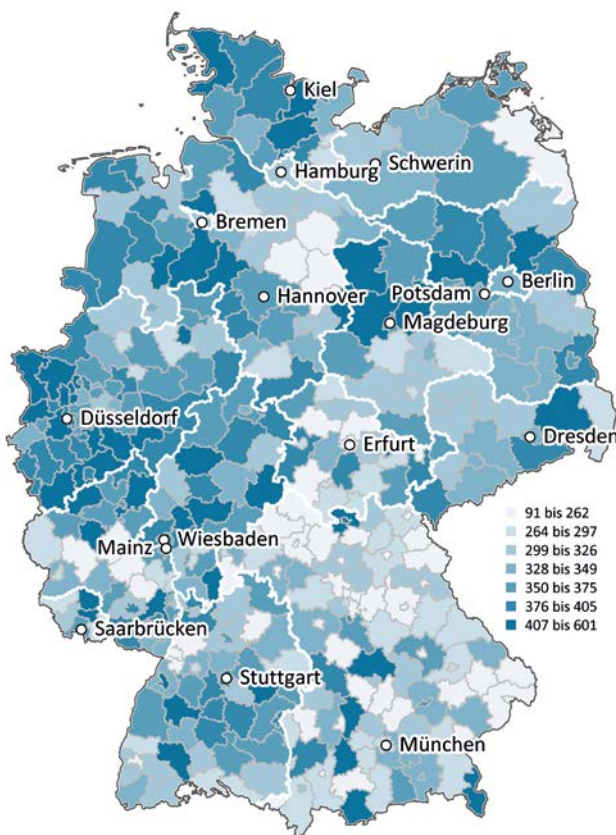 Kiel
Hamburg
Schwerin
Bremen
Berlin
Hannover
Potsdam
Magdeburg
Düsseldorf
Erfurt
Dresden
91 bis 262
264 bis 297
299 bis 326
328 bis 349
350 bis 375
376 bis 405
407 bis 601
Wiesbaden
Mainz
Saarbrücken
Stuttgart
München